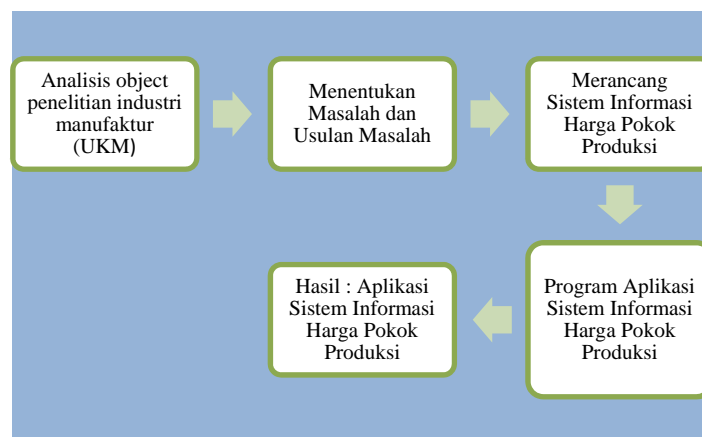 Analisis object
penelitian industri
manufaktur
(UKM)
Menentukan
Masalah dan
Usulan Masalah
Merancang
Sistem Informasi
Harga Pokok
Produksi
Program Aplikasi
Sistem Informasi
Harga Pokok
Produksi
Hasil : Aplikasi
Sistem Informasi
Harga Pokok
Produksi